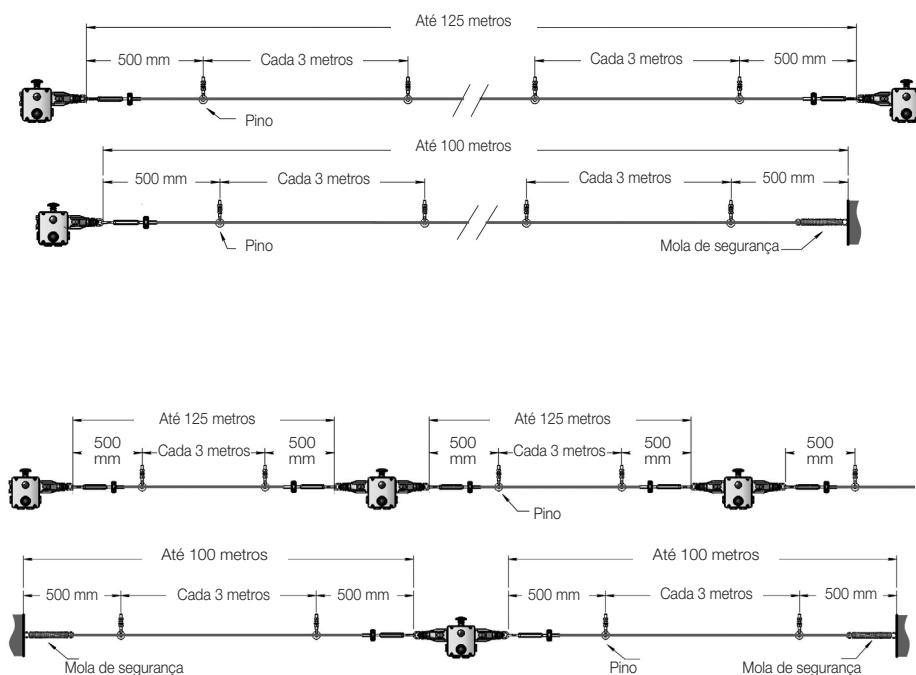 Até 125 metros
500 mm
Cada 3 metros
Cada 3 metros
500 mm
Pino
Até 100 metros
500 mm
Cada 3 metros
Cada 3 metros
500 mm
Pino
Mola de segurança
Até 125 metros
Até 125 metros
500
mm
Cada 3 metros
500
mm
500
mm
Cada 3 metros
500
mm
500 mm
Pino
Até 100 metros
Até 100 metros
500 mm
Cada 3 metros
500 mm
500 mm
Cada 3 metros
500 mm
Mola de segurança
Pino
Mola de segurança